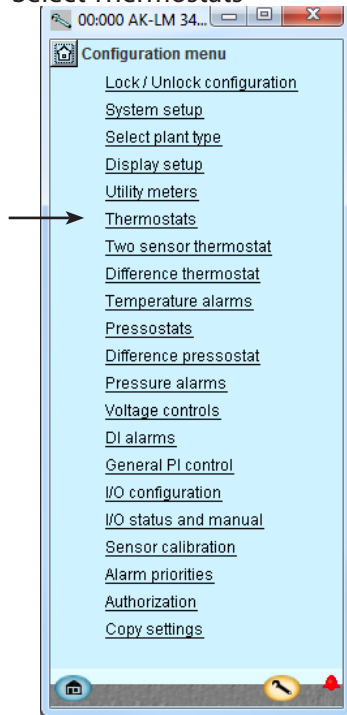 Select Thermostats
00:000 AK-LM 34...
Configuration menu
Lock / Unlock configuration
System setup
Select plant type
Display setup
Utility meters
Thermostats
Two sensor thermostat
Difference thermostat
Temperature alarms
Pressostats
Difference pressostat
Pressure alarms
Voltage controls
DI alarms
General PI control
I/O configuration
I/O status and manual
Sensor calibration
Alarm priorities
Authorization
Copy settings